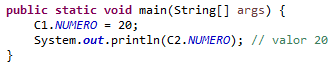 public static void main(String[] args) {
    C1.NUMERO = 20;
    System.out.println(C2.NUMERO); // valor 20
}